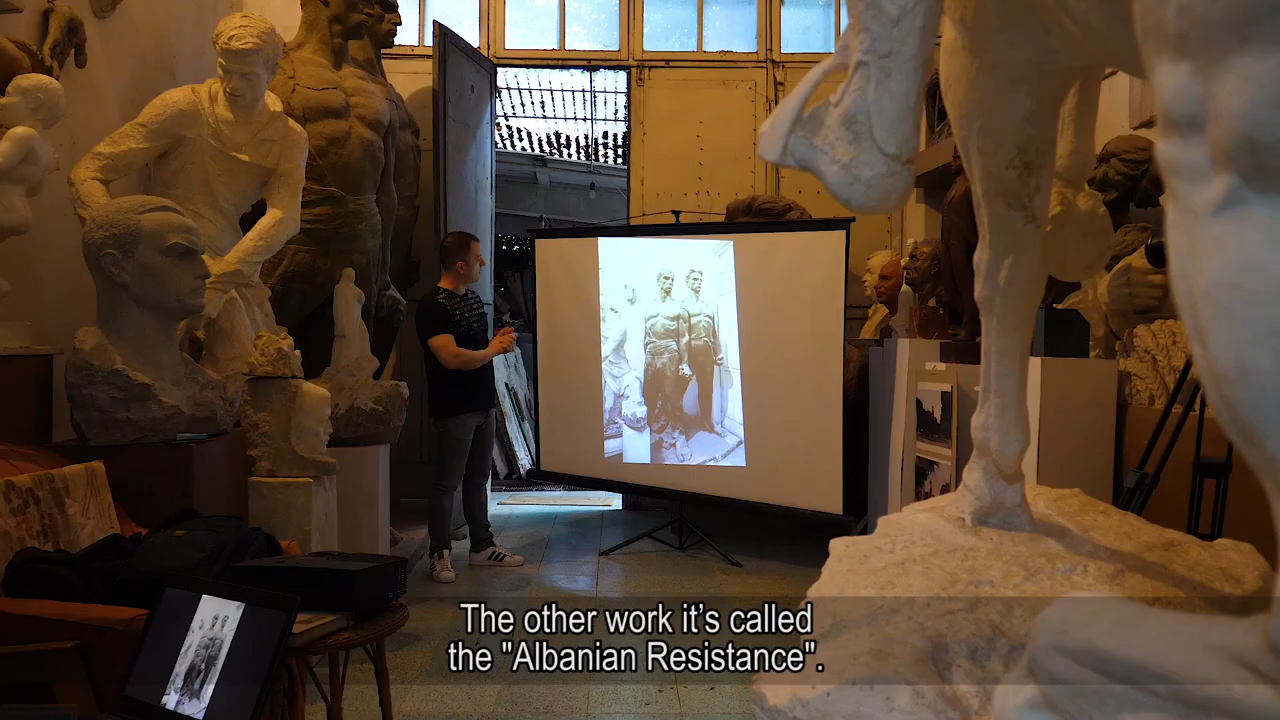 The other work it’s called
the "Albanian Resistance".